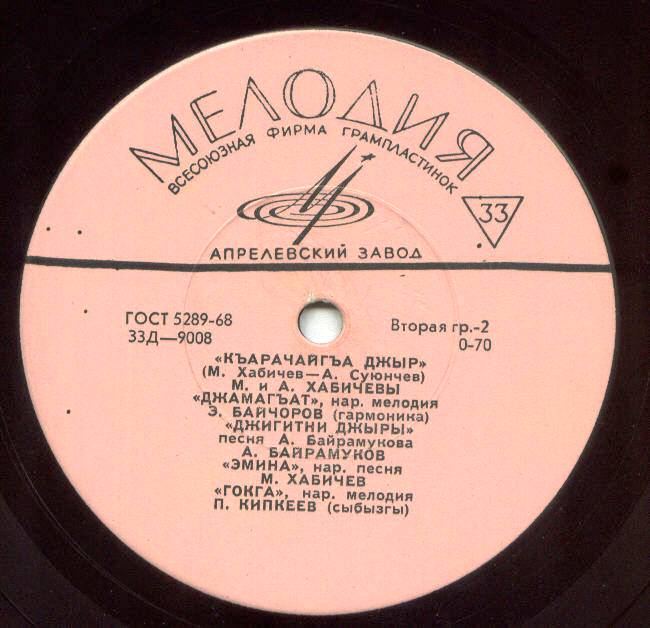 МЕЛОДИЯ
ВСЕСОЮЗНАЯ ФИРМА ГРАМПЛАСТИНОК
33
АПРЕЛЕВСКИЙ ЗАВОД
ГОСТ 5289-68
Вторая гр.-2
33Д—9008
0-70
«КЪАРАЧАЙГЪА ДЖЫР»
(М. Хабичев—А. Суюнчев)
М. и А. ХАБИЧЕВЫ
«ДЖАМАГЪАТ», нар. мелодия
Э. БАЙЧОРОВ (гармоника)
«ДЖИГИТНИ ДЖЫРЫ»
песня А. Байрамукова
А. БАЙРАМУКОВ
«ЭМИНА», нар. песня
М. ХАБИЧЕВ
«ГОКГА», нар. мелодия
П. КИПКЕЕВ (сыбызгы)